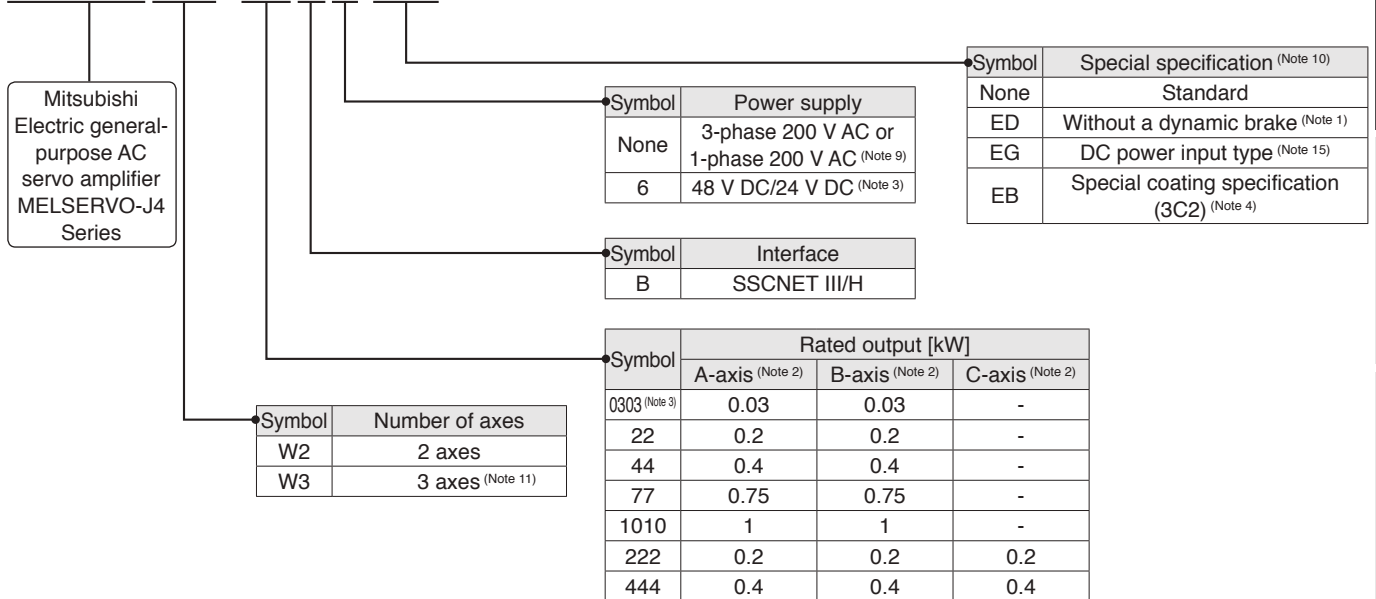 Mitsubishi
Electric general-
purpose AC
servo amplifier
MELSERVO-J4
Series
Symbol Special specification (Note 10)
None Standard
ED Without a dynamic brake (Note 1)
EG DC power input type (Note 15)
EB Special coating specification
(3C2) (Note 4)
Symbol Power supply
None 3-phase 200 V AC or
1-phase 200 V AC (Note 9)
6 48 V DC/24 V DC (Note 3)
Symbol Interface
B SSCNET III/H
Symbol Rated output [kW]
A-axis (Note 2) B-axis (Note 2) C-axis (Note 2)
0303 (Note 3) 0.03 0.03 -
22 0.2 0.2 -
44 0.4 0.4 -
77 0.75 0.75 -
1010 1 1 -
222 0.2 0.2 0.2
444 0.4 0.4 0.4
Symbol Number of axes
W2 2 axes
W3 3 axes (Note 11)